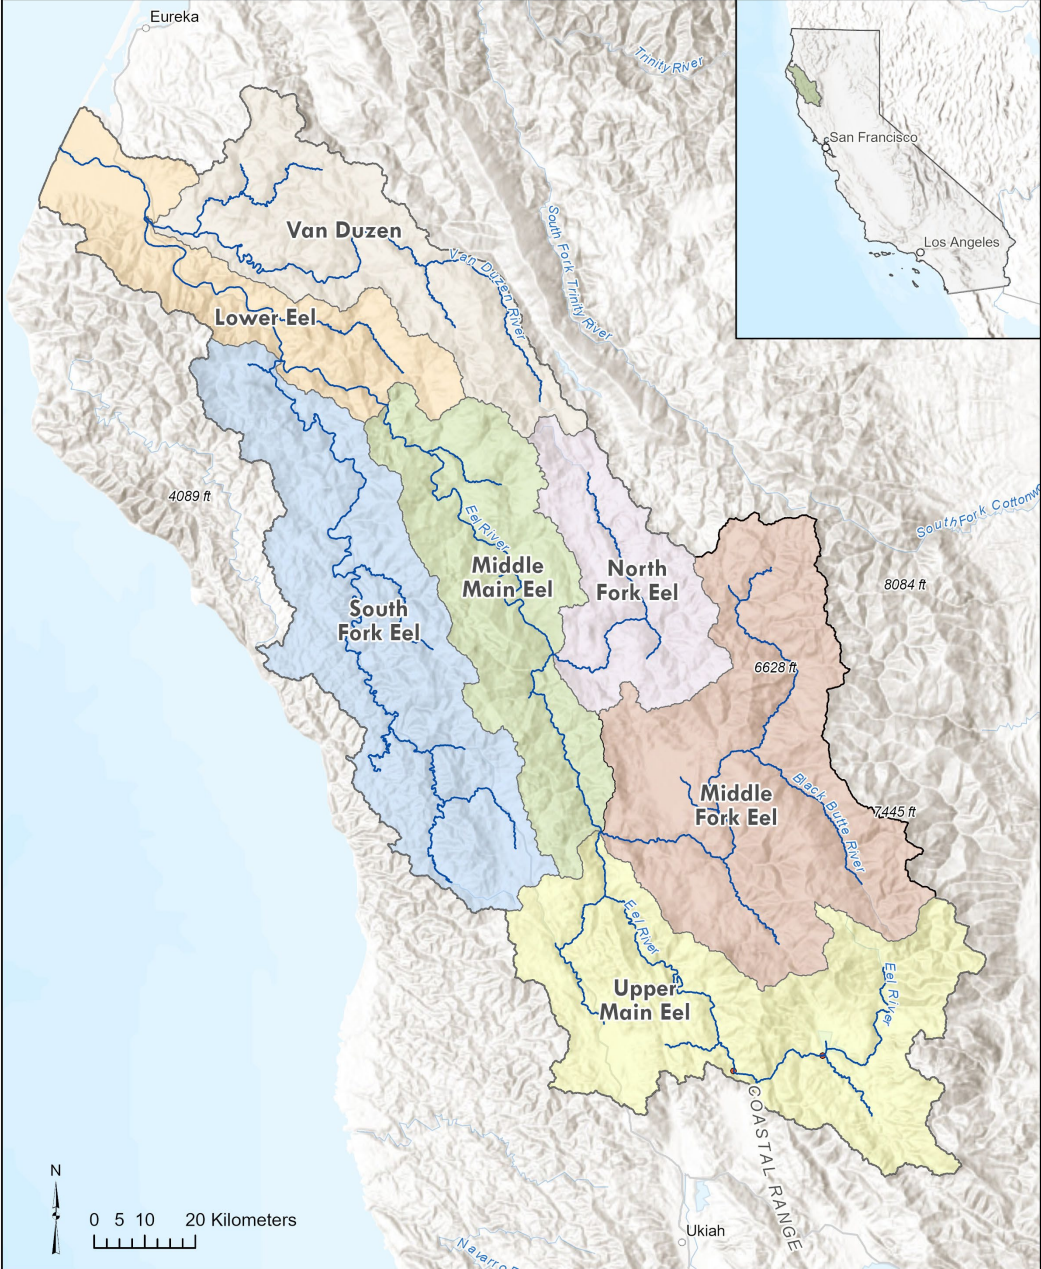 Eureka
Trinity River
San Francisco
Los Angeles
Van Duzen
Van Duzen River
South Fork Trinity River
Lower Eel
4089 ft
South Fork Cottonw
Eel River
Middle
Main Eel
North
Fork Eel
8084 ft
South
Fork Eel
6628 ft
Middle
Fork Eel
Black Butte River
7445 ft
Eel River
Upper
Main Eel
Eel River
COASTAL RANGE
N
0 5 10 20 Kilometers
Ukiah
Navarro